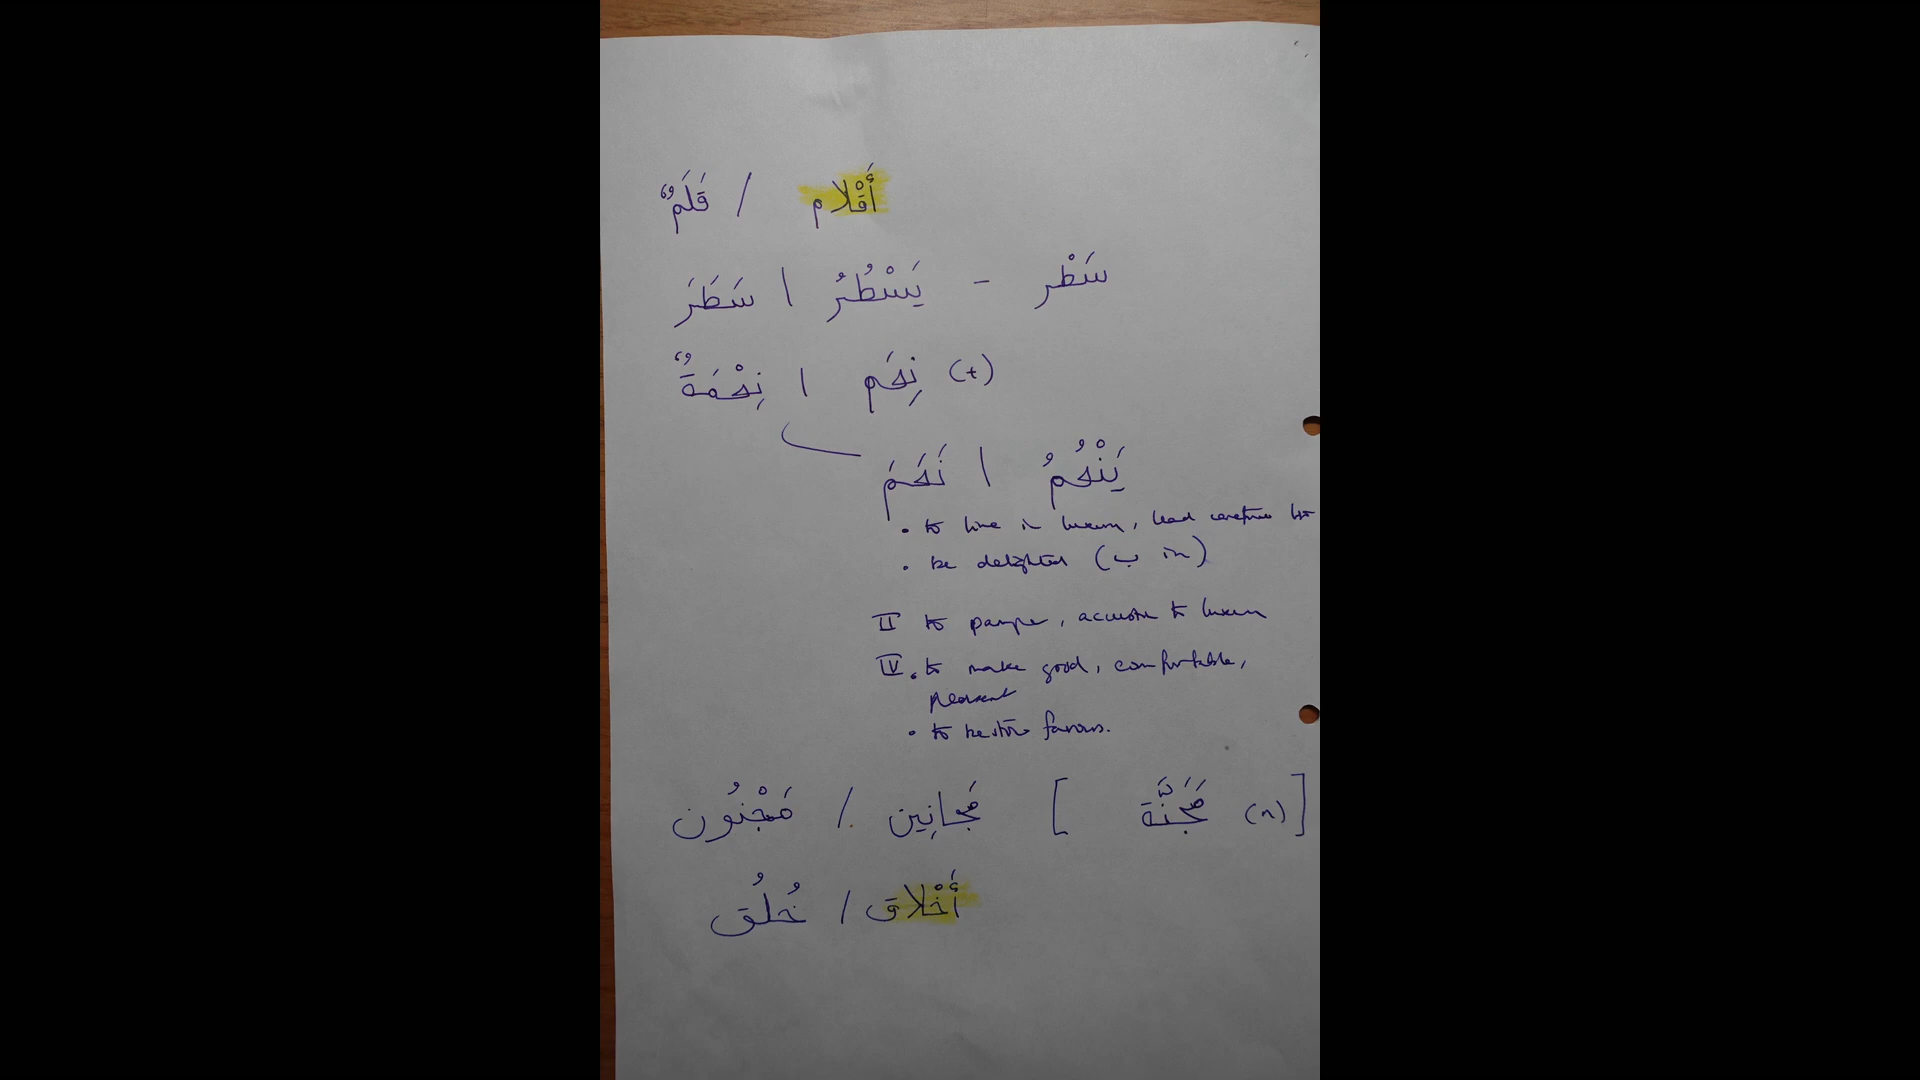 قَلَمٌ / أَقْلَام
سَطَرَ | يَسْطُرُ - سَطْر
نِعْمَةٌ | نِعَم (+)
نَعَمَ | يَنْعُمُ
• to live in luxury, lead carefree life
• be delighted (ب in)
II to pamper, accustom to luxury
IV • to make good, comfortable,
pleasant
• to bestow favours.
مَجْنُون / مَجَانِين [ مَجَنَّة (n) ]
خُلُق / أَخْلَاق